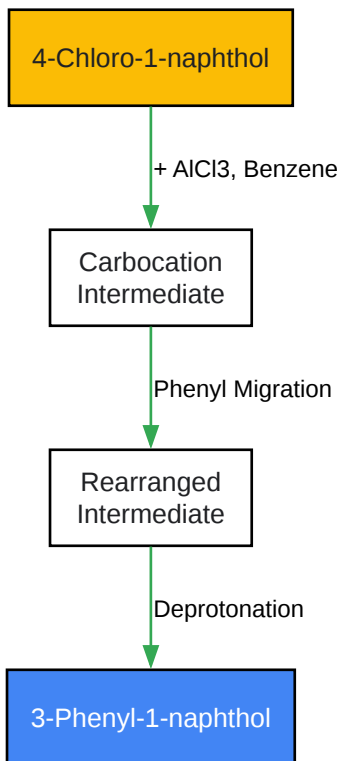 4-Chloro-1-naphthol
+ AlCl3, Benzene
Carbocation
Intermediate
Phenyl Migration
Rearranged
Intermediate
Deprotonation
3-Phenyl-1-naphthol